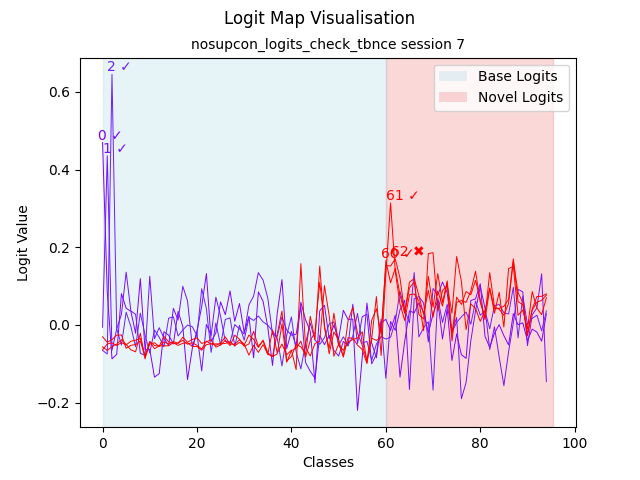 Logit Map Visualisation
nosupcon_logits_check_tbnce session 7
Base Logits
Novel Logits
2 ✓
0 ✓
1 ✓
61 ✓
60 ✓
62 ✖
Logit Value
0.6
0.4
0.2
0.0
−0.2
0 20 40 60 80 100
Classes